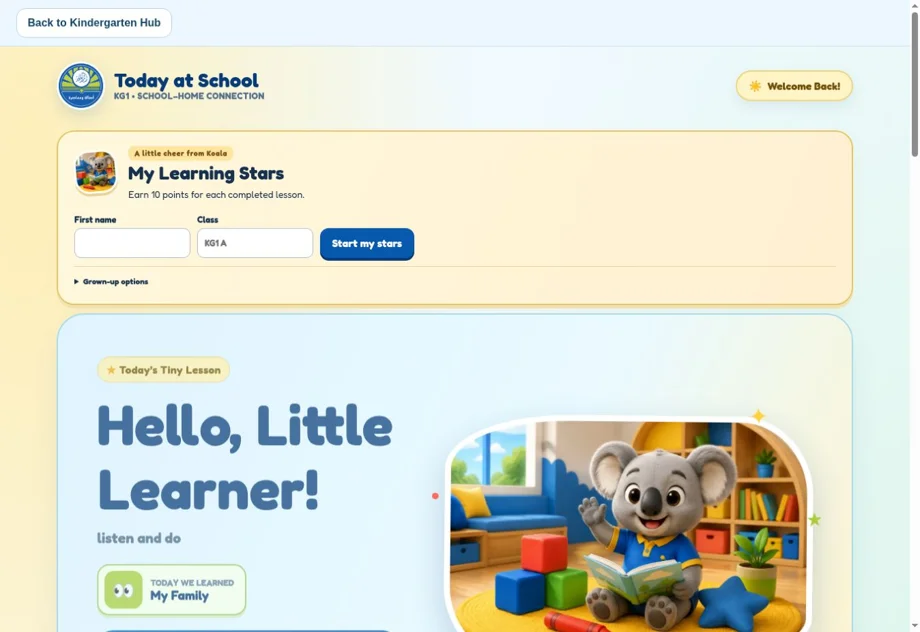 Back to Kindergarten Hub
Today at School
KG1 • SCHOOL–HOME CONNECTION
Welcome Back!
A little cheer from Koala
My Learning Stars
Earn 10 points for each completed lesson.
First name
Class
KG1 A
Start my stars
Grown-up options
Today's Tiny Lesson
Hello, Little
Learner!
listen and do
TODAY WE LEARNED
My Family